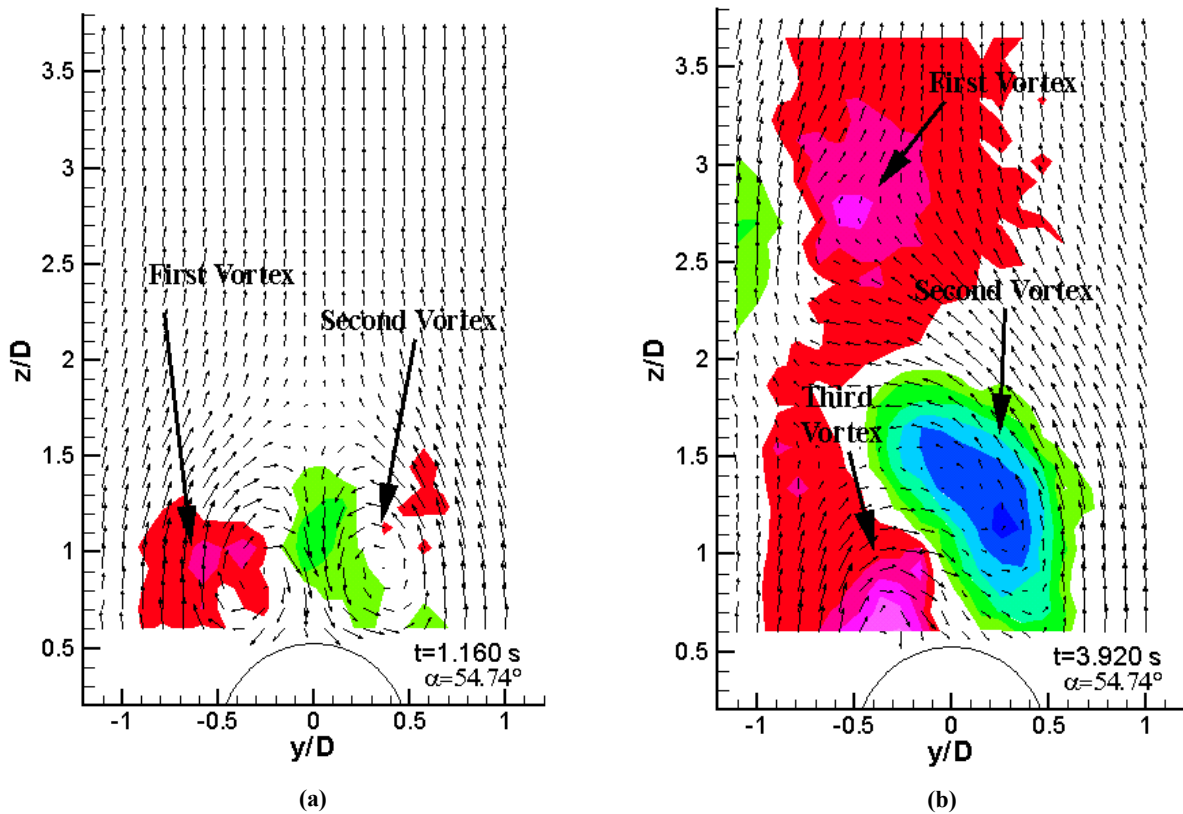 3.5
3
2.5
2
1.5
1
0.5
z/D
First Vortex
Second Vortex
t=1.160 s
α=54.74°
-1
-0.5
0
0.5
1
y/D
(a)
3.5
3
2.5
2
1.5
1
0.5
z/D
First Vortex
Second Vortex
Third
Vortex
t=3.920 s
α=54.74°
-1
-0.5
0
0.5
1
y/D
(b)